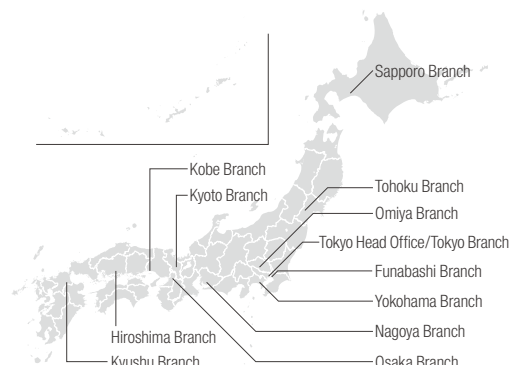 Sapporo Branch
Kobe Branch
Kyoto Branch
Tohoku Branch
Omiya Branch
Tokyo Head Office/Tokyo Branch
Funabashi Branch
Yokohama Branch
Nagoya Branch
Hiroshima Branch
Kyushu Branch
Osaka Branch